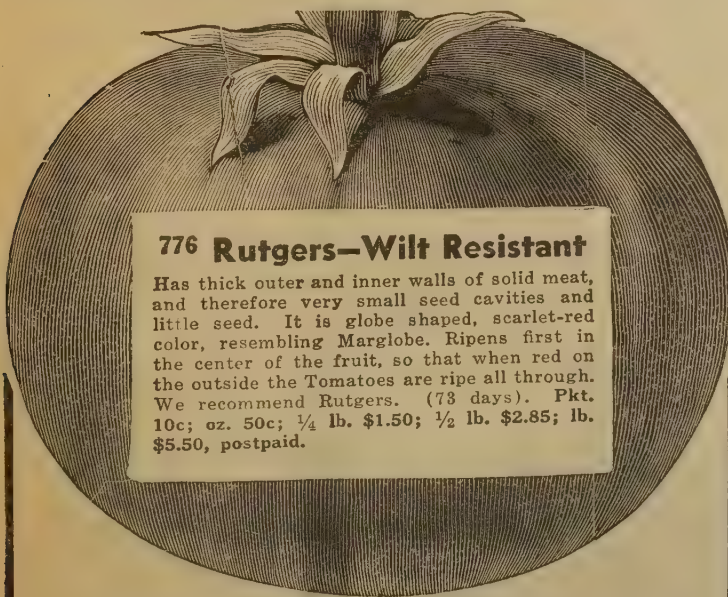 776 Rutgers—Wilt Resistant
Has thick outer and inner walls of solid meat,
and therefore very small seed cavities and
little seed. It is globe shaped, scarlet-red
color, resembling Marglobe. Ripens first in
the center of the fruit, so that when red on
the outside the Tomatoes are ripe all through.
We recommend Rutgers. (73 days). Pkt.
10c; oz. 50c; ¼ lb. $1.50; ½ lb. $2.85; lb.
$5.50, postpaid.